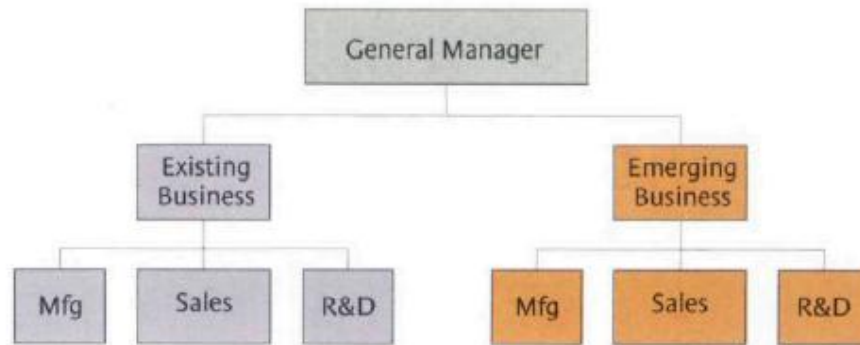 General Manager
Existing
Business
Emerging
Business
Mfg
Sales
R&D
Mfg
Sales
R&D